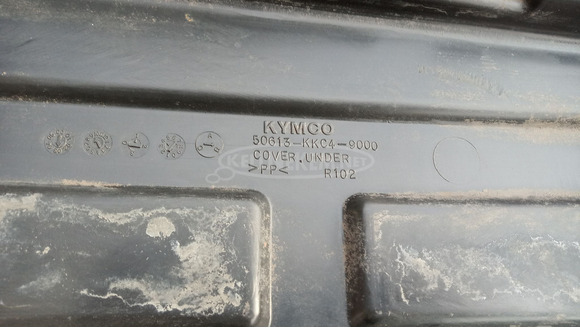 KYMCO
50613-KKC4-9000
COVER,UNDER
>PP< R102